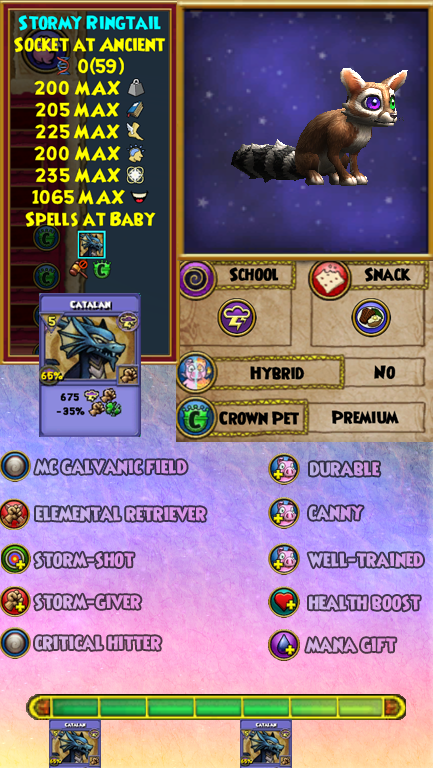 Stormy Ringtail
Socket at Ancient
0(59)
200 MAX
205 MAX
225 MAX
200 MAX
235 MAX
1065 MAX
Spells at Baby
Catalan
5
65%
675
-35%
School
Snack
Hybrid
No
Crown Pet
Premium
MC Galvanic Field
Durable
Elemental Retriever
Canny
Storm-Shot
Well-Trained
Storm-Giver
Health Boost
Critical Hitter
Mana Gift
Catalan
Catalan